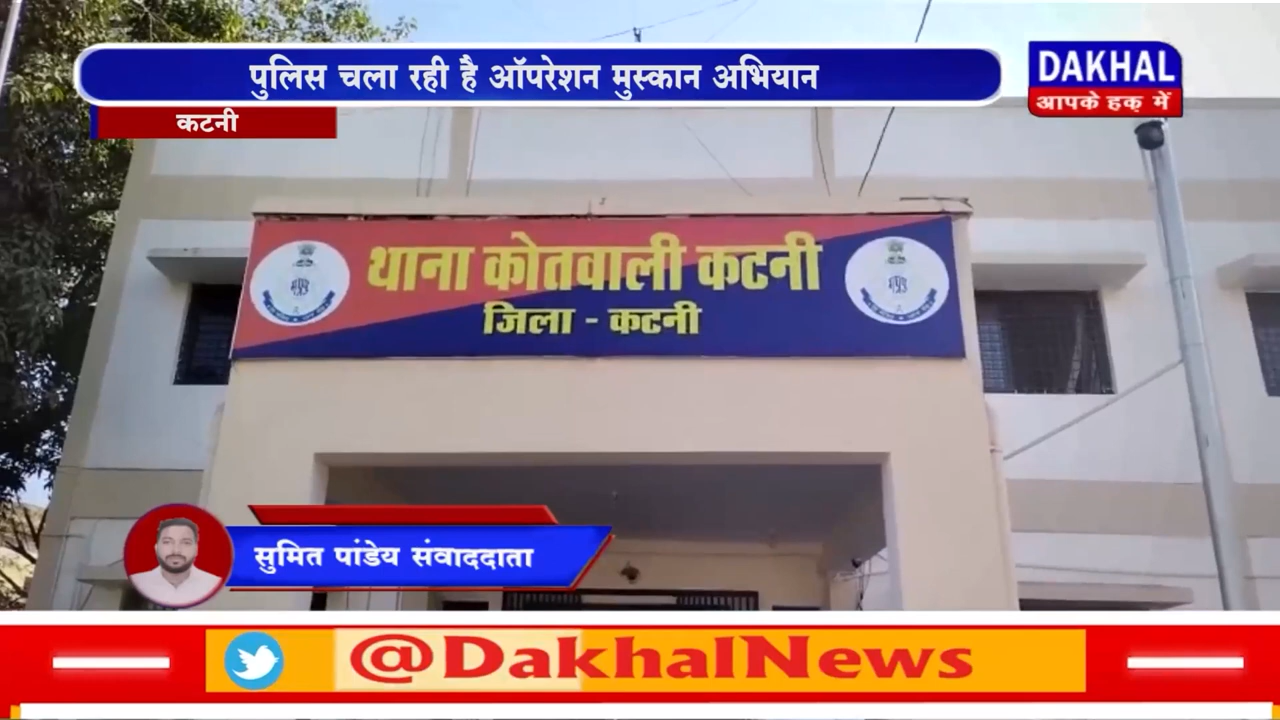 पुलिस चला रही है ऑपरेशन मुस्कान अभियान
DAKHAL
आपके हक़ में
कटनी
थाना कोतवाली कटनी
जिला - कटनी
सुमित पांडेय संवाददाता
@DakhalNews